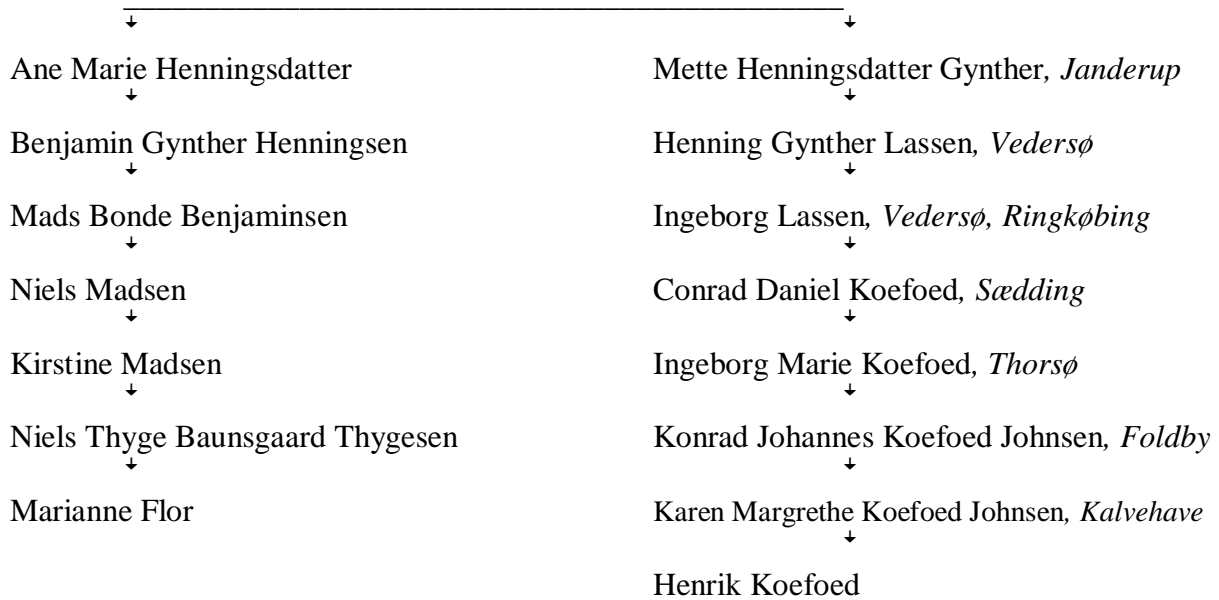 Ane Marie Henningsdatter
Mette Henningsdatter Gynther, Janderup
Benjamin Gynther Henningsen
Henning Gynther Lassen, Vedersø
Mads Bonde Benjaminsen
Ingeborg Lassen, Vedersø, Ringkøbing
Niels Madsen
Conrad Daniel Koefoed, Sædding
Kirstine Madsen
Ingeborg Marie Koefoed, Thorsø
Niels Thyge Baunsgaard Thygesen
Konrad Johannes Koefoed Johnsen, Foldby
Marianne Flor
Karen Margrethe Koefoed Johnsen, Kalvehave
Henrik Koefoed